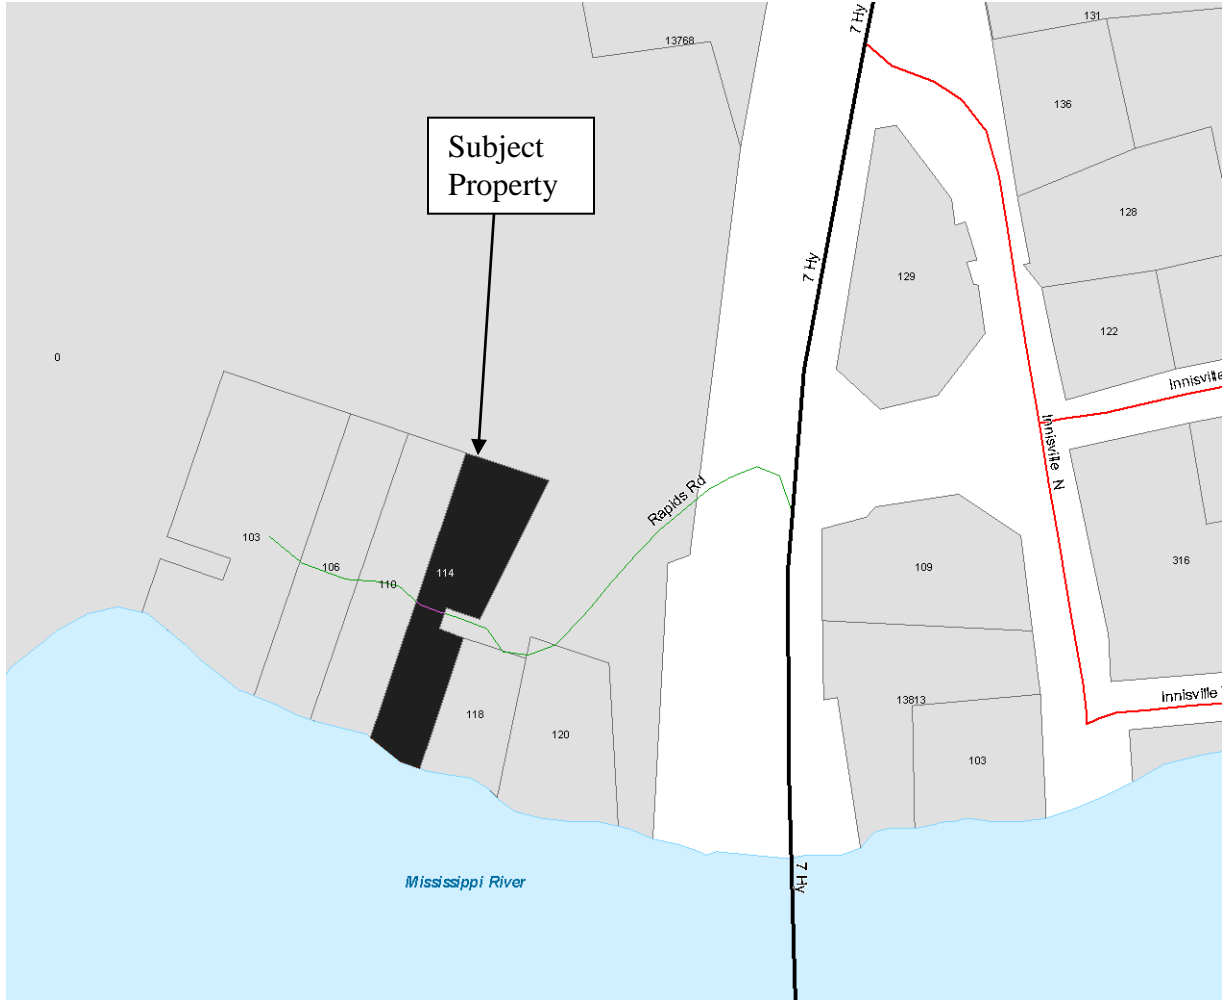 7 Hy
131
13768
136
Subject
Property
128
7 Hy
129
122
0
Innisville
Innisville N
Rapids Rd
103
106
110
114
109
316
118
120
13813
Innisville
103
7 Hy
Mississippi River